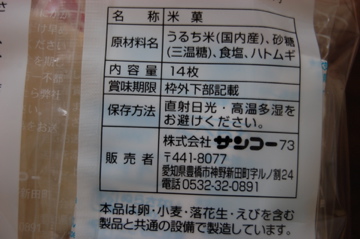 名 称 米 菓
原材料名 うるち米(国内産)、砂糖
(三温糖)、食塩、ハトムギ
内 容 量 14枚
賞味期限 枠外下部記載
保存方法 直射日光・高温多湿を
お避けください。
販 売 者 株式会社 サンコー 73
〒441-8077
愛知県豊橋市神野新田町字ルノ割24
電話 0532-32-0891
本品は卵・小麦・落花生・えびを含む
製品と共通の設備で製造しています。